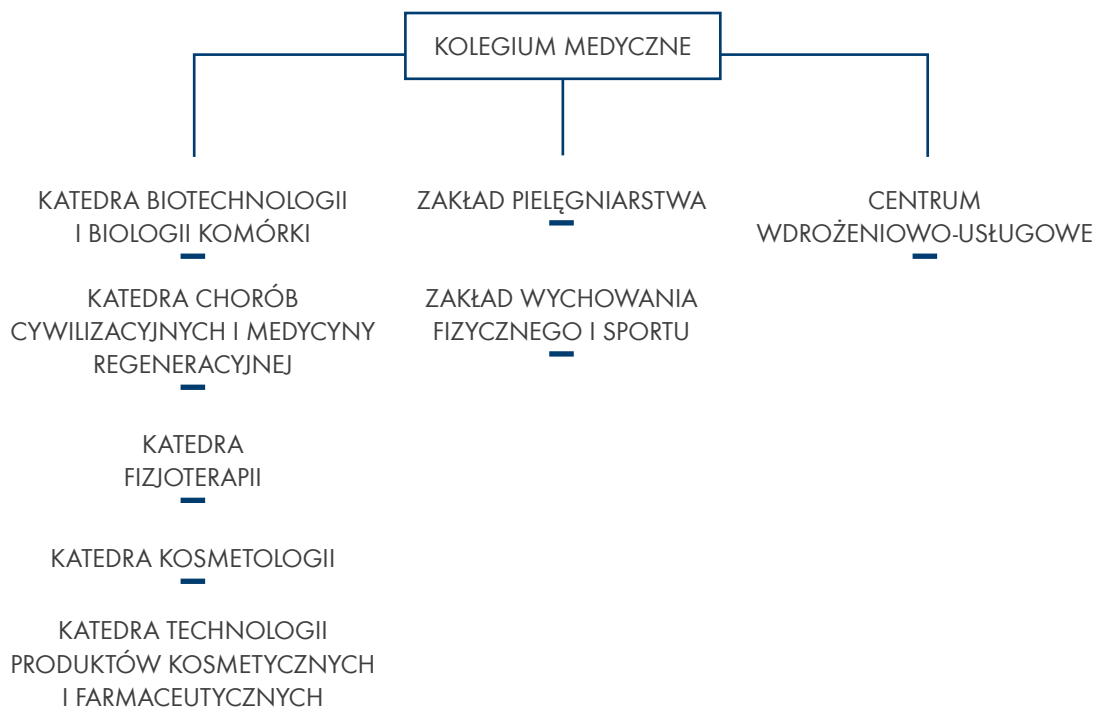 KOLEGIUM MEDYCZNE
KATEDRA BIOTECHNOLOGII
I BIOLOGII KOMÓRKI
KATEDRA CHORÓB
CYWILIZACYJNYCH I MEDYCYNY
REGENERACYJNEJ
KATEDRA
FIZJOTERAPII
KATEDRA KOSMETOLOGII
KATEDRA TECHNOLOGII
PRODUKTÓW KOSMETYCZNYCH
I FARMACEUTYCZNYCH
ZAKŁAD PIELĘGNIARSTWA
ZAKŁAD WYCHOWANIA
FIZYCZNEGO I SPORTU
CENTRUM
WDROŻENIOWO-USŁUGOWE